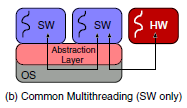 SW SW HW
Abstraction
Layer
OS
(b) Common Multithreading (SW only)